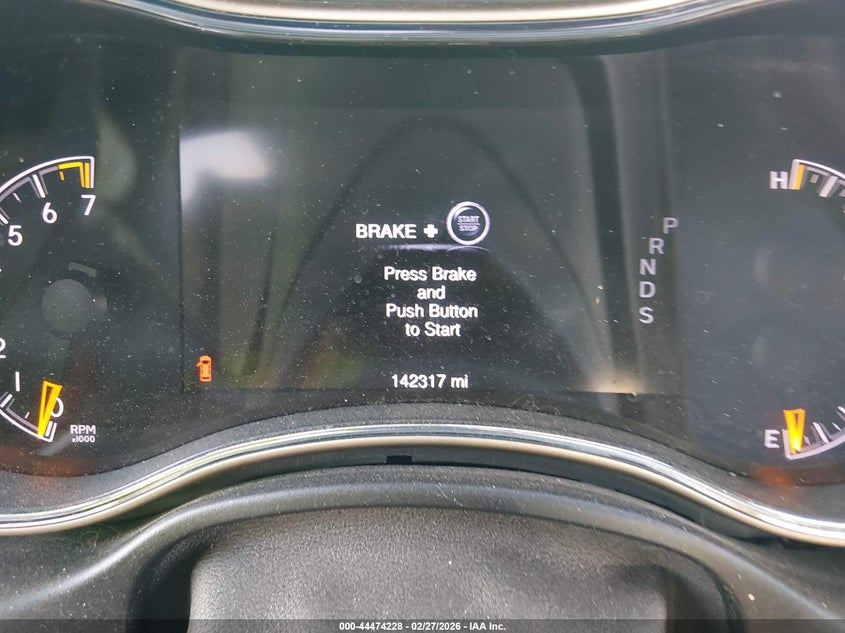 BRAKE + START STOP
Press Brake
and
Push Button
to Start
142317 mi
P
R
N
D
S
7
6
5
2
1
0
RPM
x1000
H
E
000-44474228 - 02/27/2026 - IAA Inc.